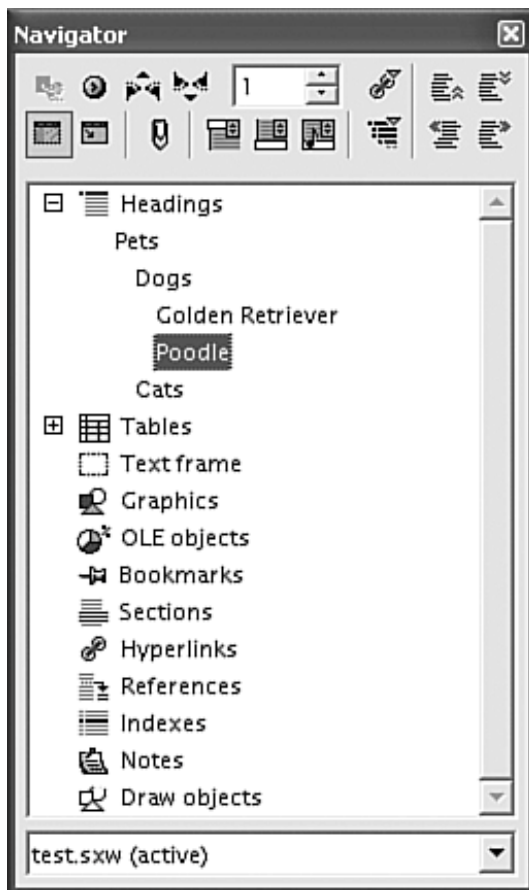 Navigator
1
Headings
Pets
Dogs
Golden Retriever
Poodle
Cats
Tables
Text frame
Graphics
OLE objects
Bookmarks
Sections
Hyperlinks
References
Indexes
Notes
Draw objects
test.sxw (active)